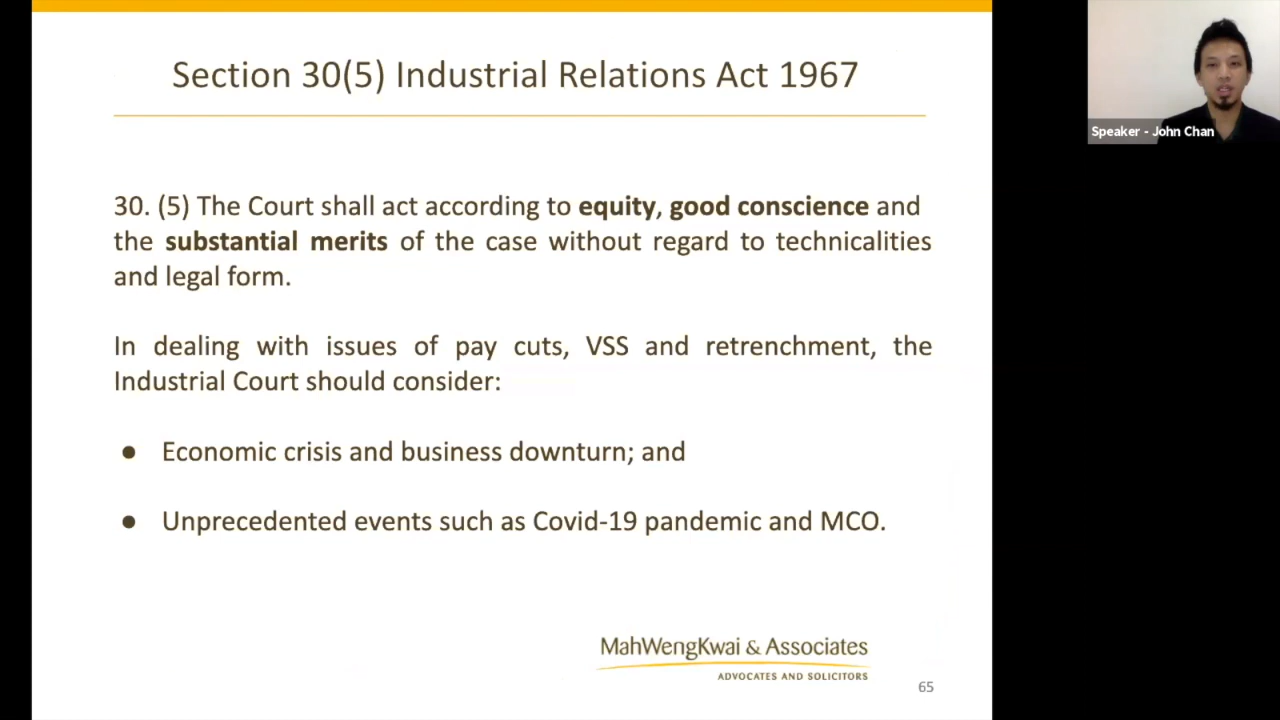 Section 30(5) Industrial Relations Act 1967
Speaker - John Chan
30. (5) The Court shall act according to equity, good conscience and
the substantial merits of the case without regard to technicalities
and legal form.
In dealing with issues of pay cuts, VSS and retrenchment, the
Industrial Court should consider:
● Economic crisis and business downturn; and
● Unprecedented events such as Covid-19 pandemic and MCO.
MahWengKwai & Associates
ADVOCATES AND SOLICITORS
65